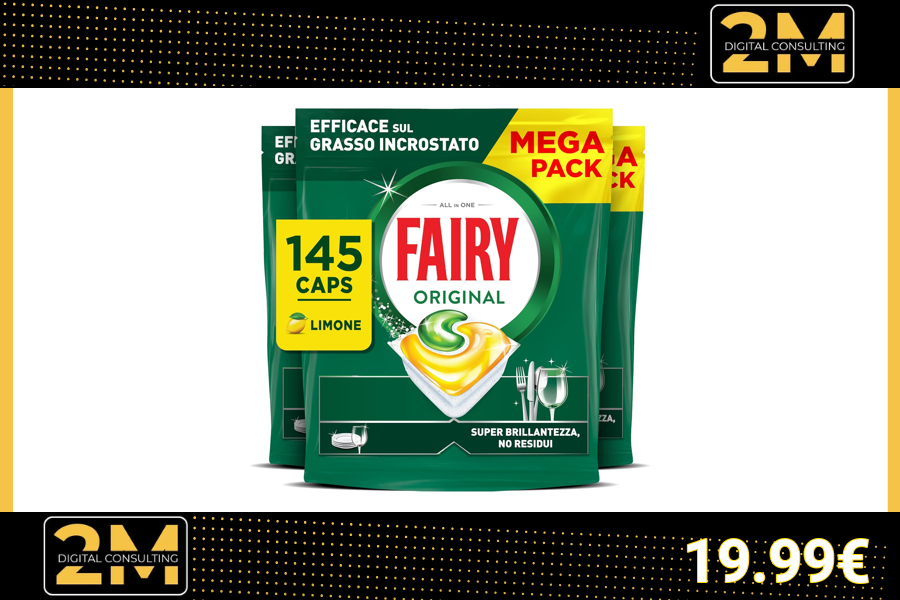 2M
DIGITAL CONSULTING
EFFICACE SUL
GRASSO INCROSTATO
MEGA
PACK
ALL IN ONE
FAIRY
ORIGINAL
145
CAPS
LIMONE
SUPER BRILLANTEZZA,
NO RESIDUI
2M
DIGITAL CONSULTING
19.99€